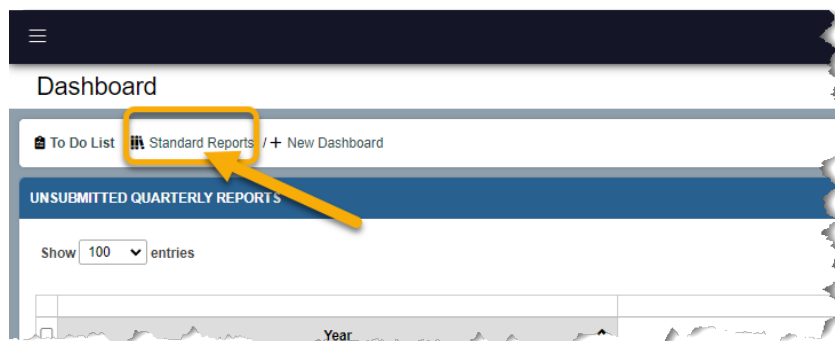 Dashboard
To Do List Standard Reports / + New Dashboard
UNSUBMITTED QUARTERLY REPORTS
Show 100 entries
Year